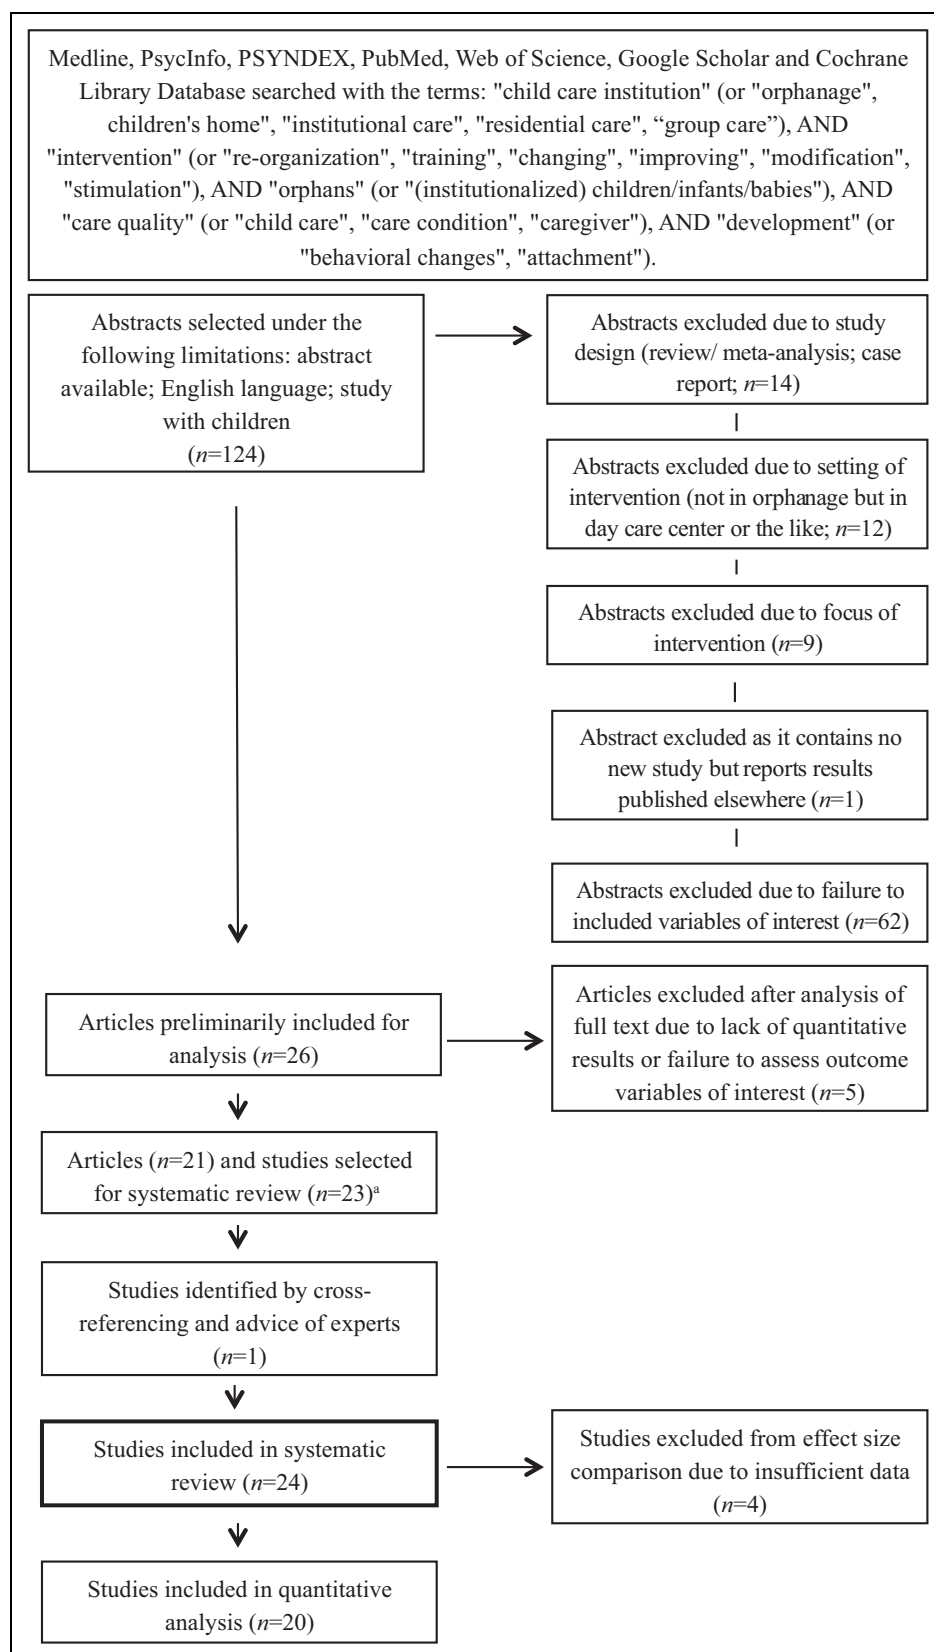 Medline, PsycInfo, PSYNDEX, PubMed, Web of Science, Google Scholar and Cochrane
Library Database searched with the terms: "child care institution" (or "orphanage",
children's home", "institutional care", "residential care", “group care”), AND
"intervention" (or "re-organization", "training", "changing", "improving", "modification",
"stimulation"), AND "orphans" (or "(institutionalized) children/infants/babies"), AND
"care quality" (or "child care", "care condition", "caregiver"), AND "development" (or
"behavioral changes", "attachment").
Abstracts selected under the
following limitations: abstract
available; English language; study
with children
(n=124)
Abstracts excluded due to study
design (review/ meta-analysis; case
report; n=14)
Abstracts excluded due to setting of
intervention (not in orphanage but in
day care center or the like; n=12)
Abstracts excluded due to focus of
intervention (n=9)
Abstract excluded as it contains no
new study but reports results
published elsewhere (n=1)
Abstracts excluded due to failure to
included variables of interest (n=62)
Articles preliminarily included for
analysis (n=26)
Articles excluded after analysis of
full text due to lack of quantitative
results or failure to assess outcome
variables of interest (n=5)
Articles (n=21) and studies selected
for systematic review (n=23)ª
Studies identified by cross-
referencing and advice of experts
(n=1)
Studies included in systematic
review (n=24)
Studies excluded from effect size
comparison due to insufficient data
(n=4)
Studies included in quantitative
analysis (n=20)